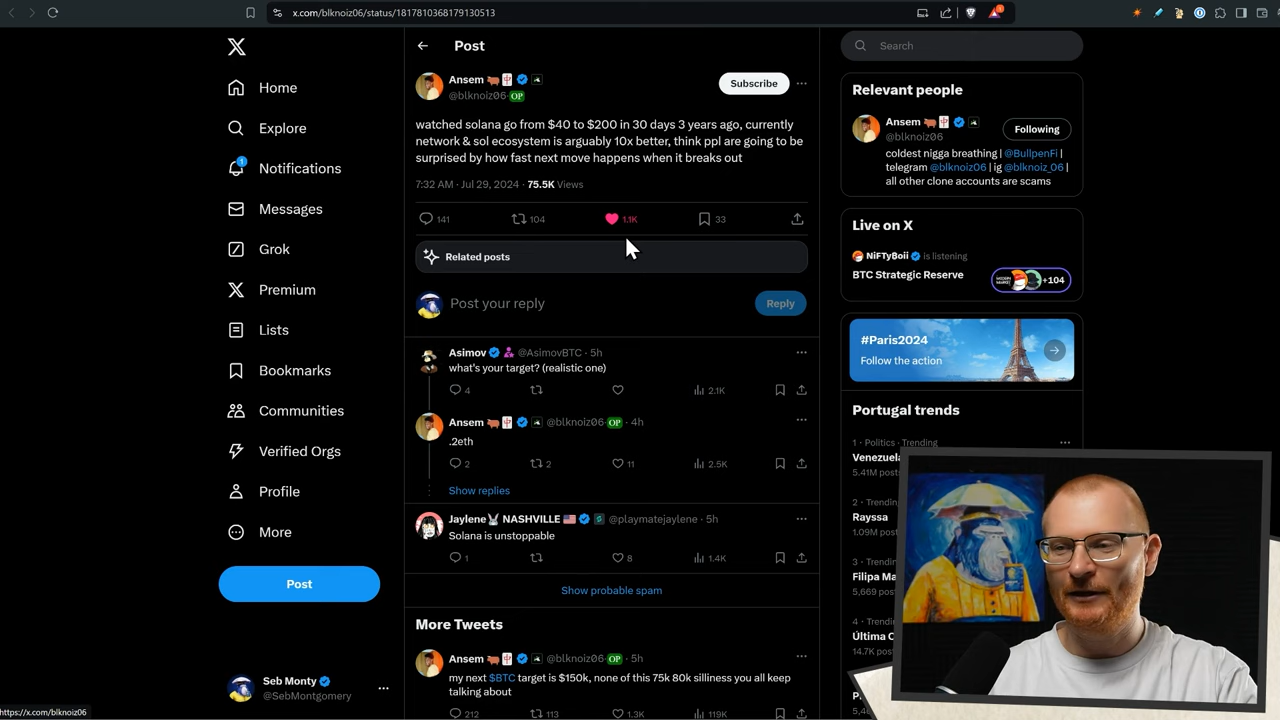 x.com/blknoiz06/status/1817810368179130513
Home
Explore
1
Notifications
Messages
Grok
Premium
Lists
Bookmarks
Communities
Verified Orgs
Profile
More
Post
Seb Monty
@SebMontgomery
https://x.com/blknoiz06
Post
Ansem
@blknoiz06 OP
Subscribe
watched solana go from $40 to $200 in 30 days 3 years ago, currently
network & sol ecosystem is arguably 10x better, think ppl are going to be
surprised by how fast next move happens when it breaks out
7:32 AM · Jul 29, 2024 · 75.5K Views
141 104 1.1K 33
Related posts
Post your reply
Reply
Asimov @AsimovBTC · 5h
what's your target? (realistic one)
4 2.1K
Ansem @blknoiz06 OP · 4h
.2eth
2 2 11 2.5K
Show replies
Jaylene NASHVILLE @playmatejaylene · 5h
Solana is unstoppable
1 8 1.4K
Show probable spam
More Tweets
Ansem @blknoiz06 OP · 5h
my next $BTC target is $150k, none of this 75k 80k silliness you all keep
talking about
212 113 1.3K 119K
Search
Relevant people
Ansem
@blknoiz06
Following
coldest nigga breathing | @BullpenFi |
telegram @blknoiz06 | ig @blknoiz_06 |
all other clone accounts are scams
Live on X
NiFTyBoii is listening
BTC Strategic Reserve
+104
#Paris2024
Follow the action
Portugal trends
1 · Politics · Trending
Venezuela
5.41M
2 · Trending
Rayssa
1.09M
3
Filipa
5,669
4
Última
14.7K